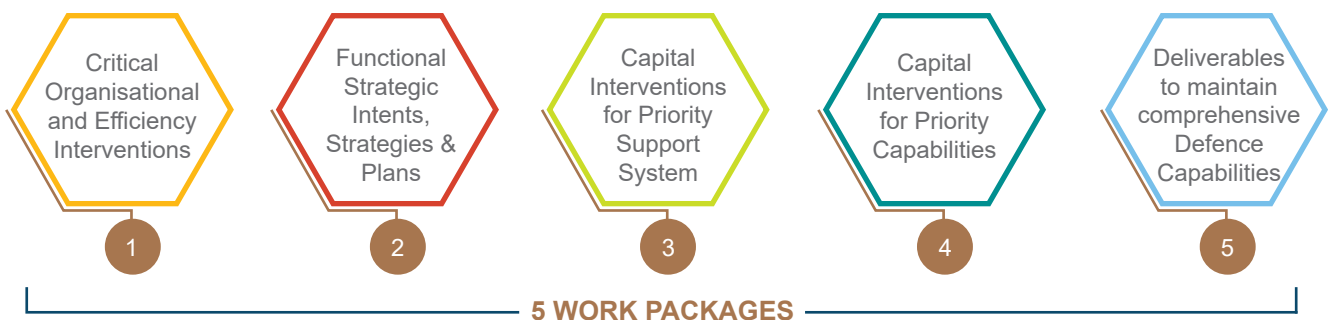 Critical
Organisational
and Efficiency
Interventions
1
Functional
Strategic
Intents,
Strategies &
Plans
2
Capital
Interventions
for Priority
Support
System
3
Capital
Interventions
for Priority
Capabilities
4
Deliverables
to maintain
comprehensive
Defence
Capabilities
5
5 WORK PACKAGES